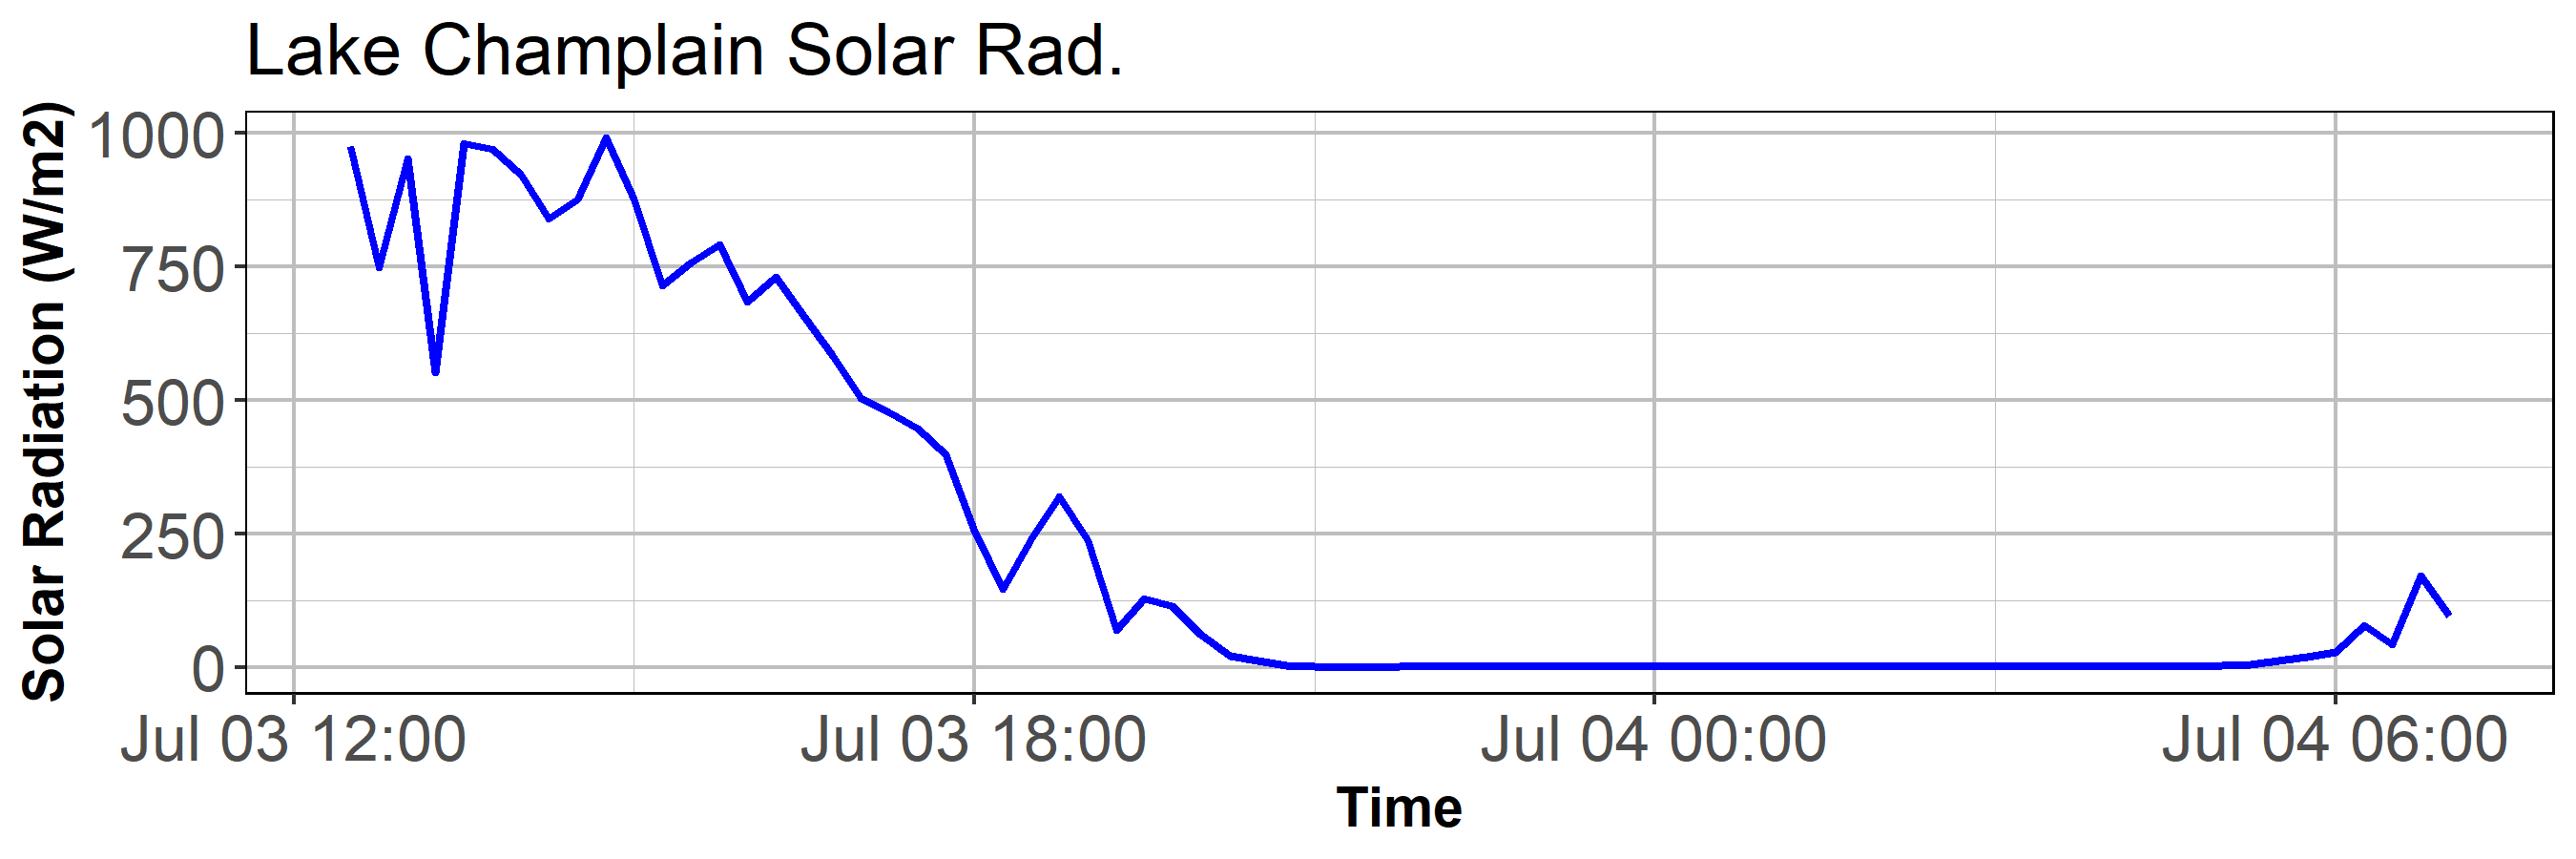 Lake Champlain Solar Rad.
Solar Radiation (W/m2)
1000
750
500
250
0
Jul 03 12:00
Jul 03 18:00
Jul 04 00:00
Jul 04 06:00
Time